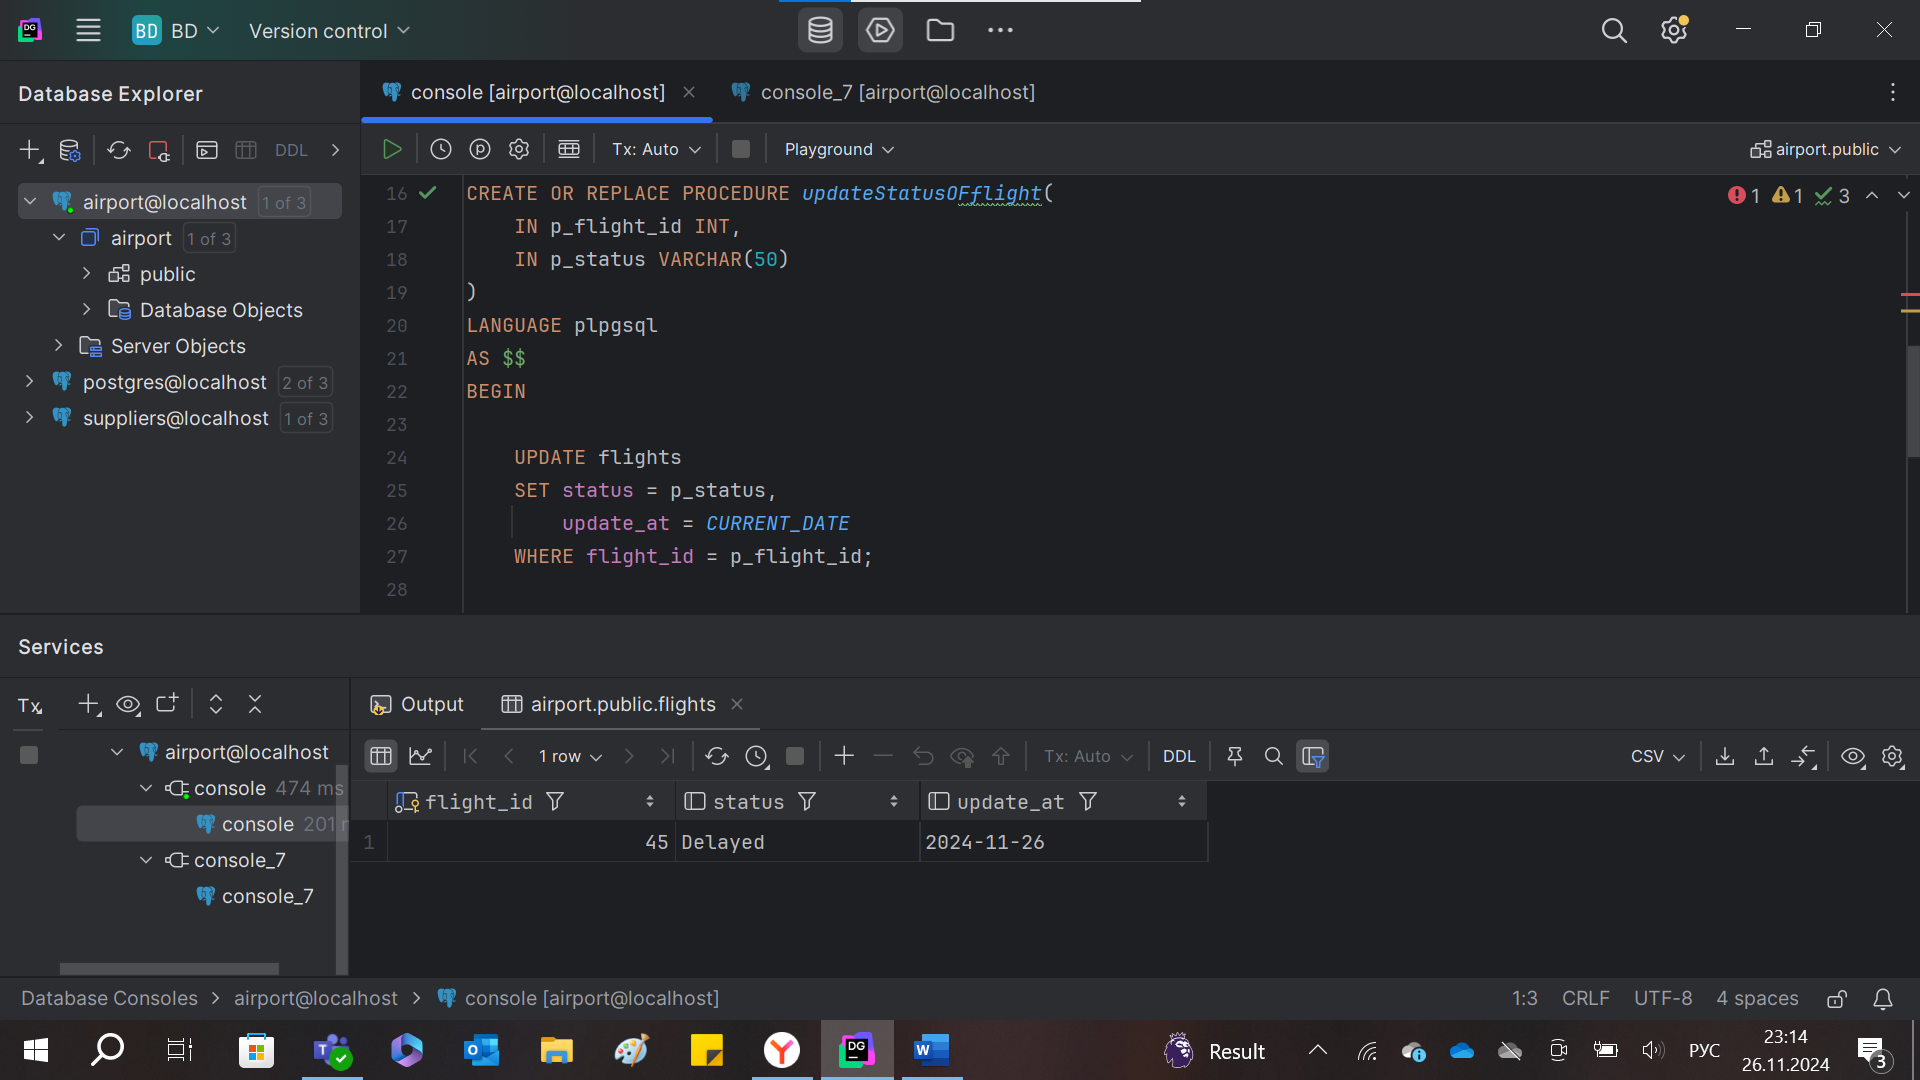 BD BD Version control
Database Explorer
console [airport@localhost]
console_7 [airport@localhost]
DDL
Tx: Auto
Playground
airport.public
airport@localhost 1 of 3
airport 1 of 3
public
Database Objects
Server Objects
postgres@localhost 2 of 3
suppliers@localhost 1 of 3
1 1 3
16 CREATE OR REPLACE PROCEDURE updateStatusOFflight(
17 IN p_flight_id INT,
18 IN p_status VARCHAR(50)
19 )
20 LANGUAGE plpgsql
21 AS $$
22 BEGIN
23
24 UPDATE flights
25 SET status = p_status,
26 update_at = CURRENT_DATE
27 WHERE flight_id = p_flight_id;
28
Services
Tx
airport@localhost
console 474 ms
console 201
console_7
console_7
Output
airport.public.flights
1 row
Tx: Auto
DDL
CSV
flight_id status update_at
1 45 Delayed 2024-11-26
Database Consoles > airport@localhost > console [airport@localhost]
1:3 CRLF UTF-8 4 spaces
DG
Result
РУС
23:14
26.11.2024
3